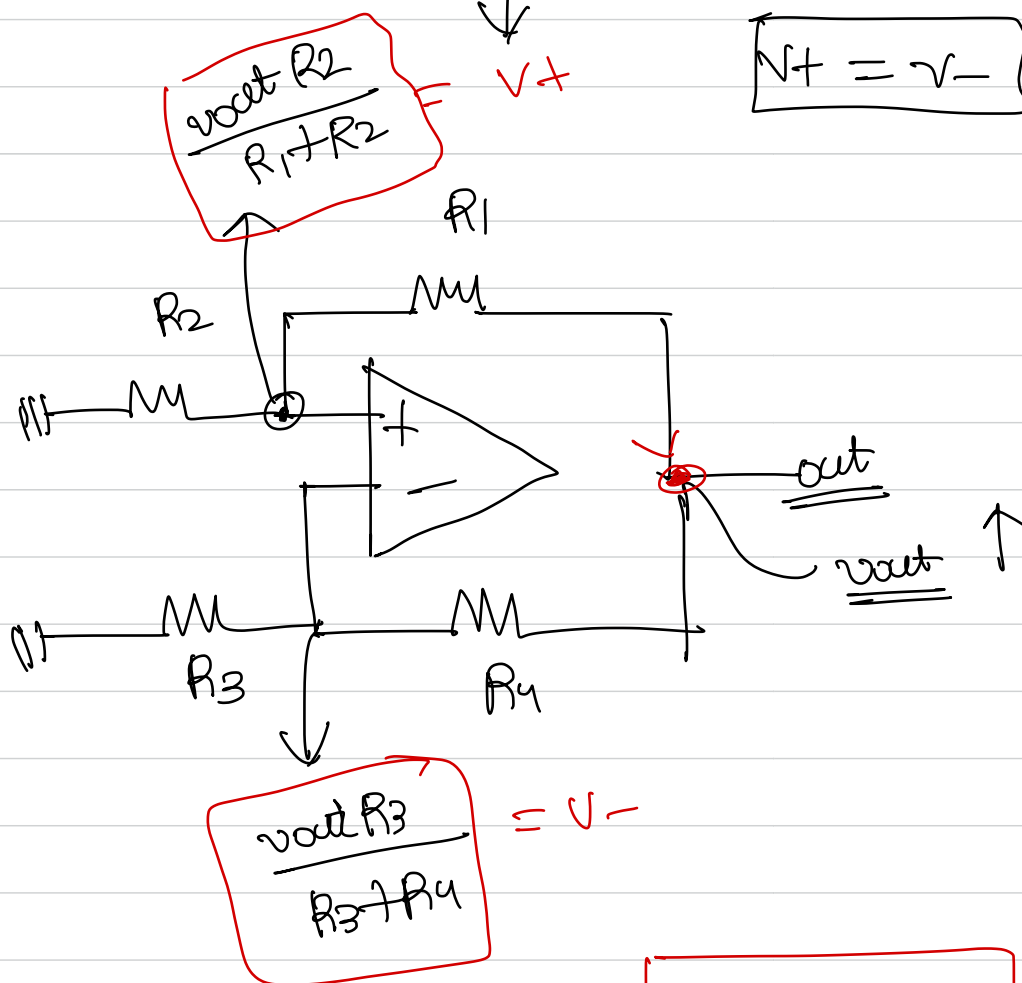 vout R2
R1+R2
= v+
V+ = v- (
R1
R2
+
-
out
vout
R3
R4
vout R3
R3+R4
= v-